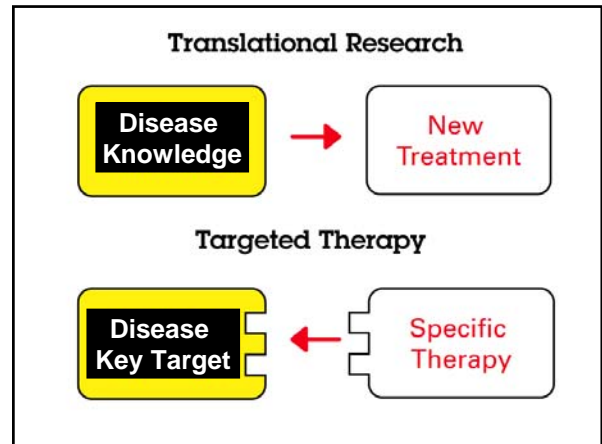 Translational Research
Disease
Knowledge
New
Treatment
Targeted Therapy
Disease
Key Target
Specific
Therapy